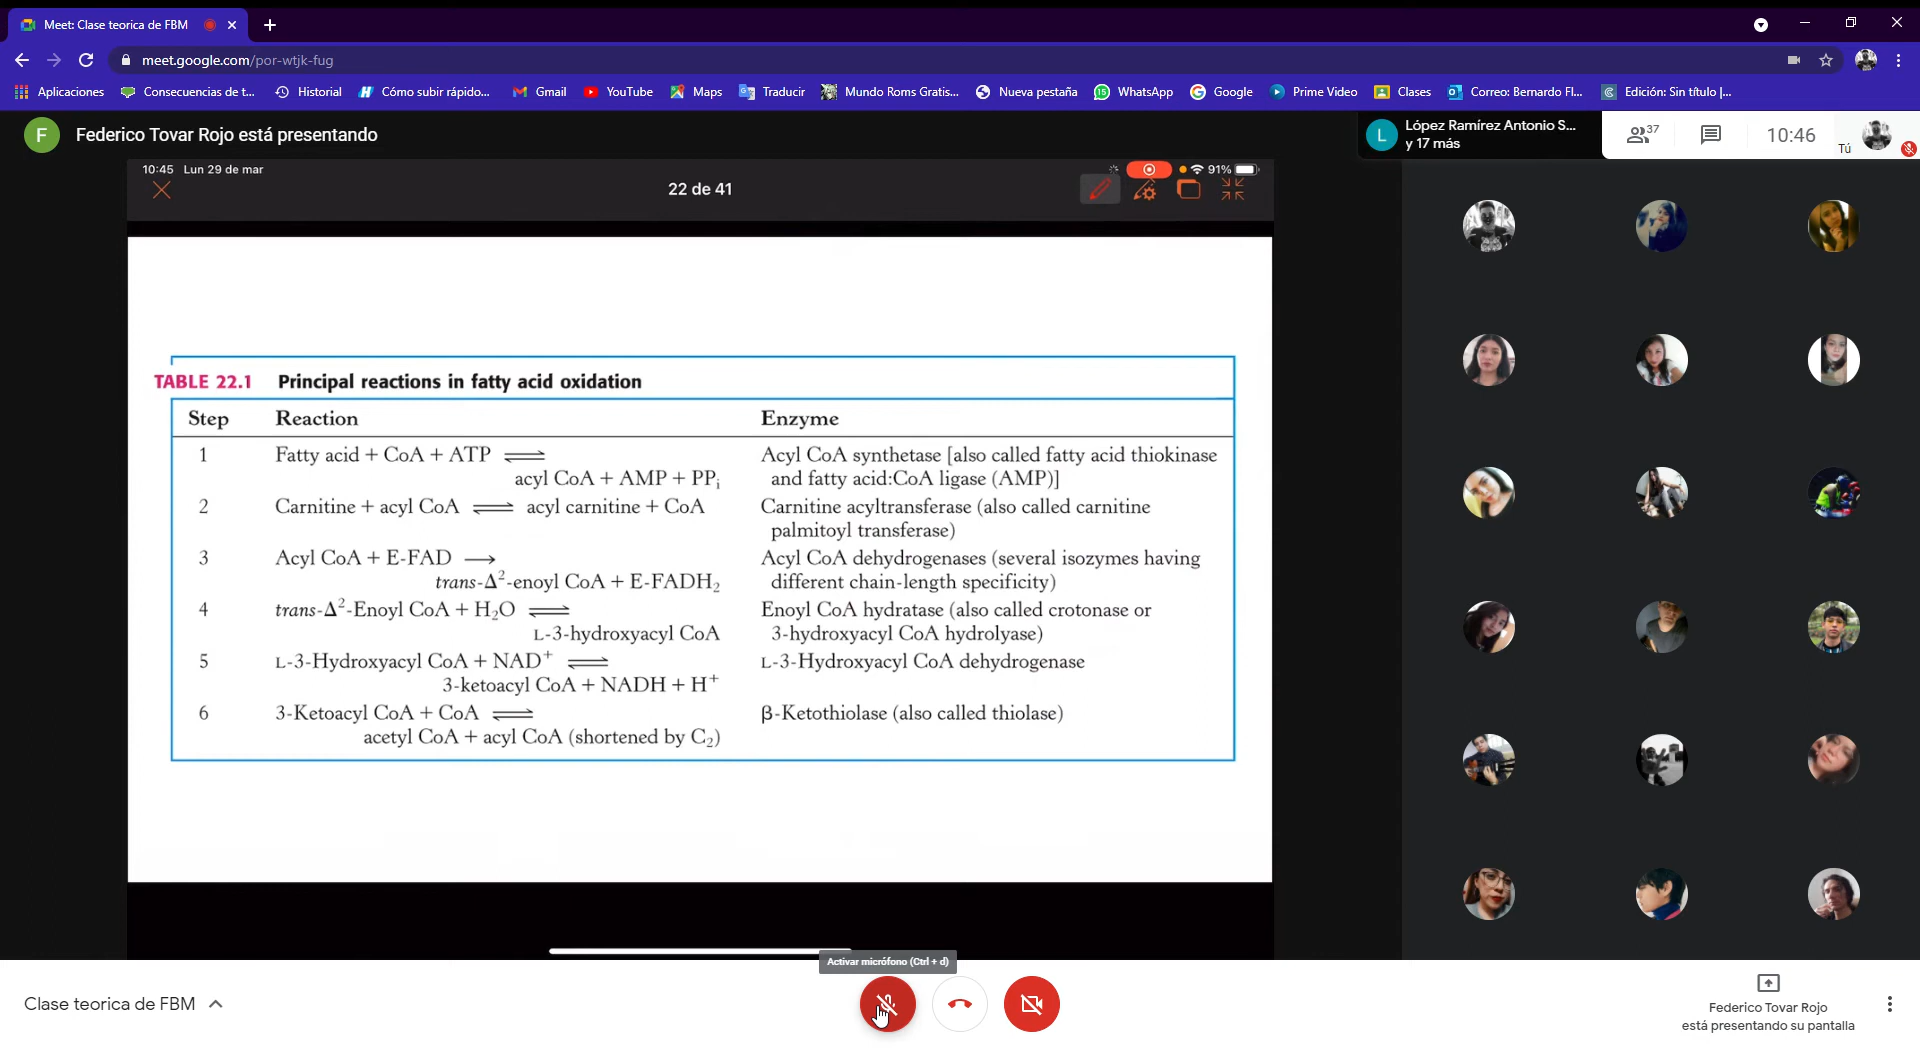 Meet: Clase teorica de FBM
meet.google.com/por-wtjk-fug
Aplicaciones Consecuencias de t... Historial Cómo subir rápido... Gmail YouTube Maps Traducir Mundo Roms Gratis... Nueva pestaña WhatsApp Google Prime Video Clases Correo: Bernardo Fl... Edición: Sin título |...
F Federico Tovar Rojo está presentando
L López Ramírez Antonio S...
y 17 más
37
10:46
Tú
10:45 Lun 29 de mar
91%
22 de 41
TABLE 22.1 Principal reactions in fatty acid oxidation
Step Reaction Enzyme
1 Fatty acid + CoA + ATP ⇌ Acyl CoA synthetase [also called fatty acid thiokinase
acyl CoA + AMP + PPi and fatty acid:CoA ligase (AMP)]
2 Carnitine + acyl CoA ⇌ acyl carnitine + CoA Carnitine acyltransferase (also called carnitine
palmitoyl transferase)
3 Acyl CoA + E-FAD → Acyl CoA dehydrogenases (several isozymes having
trans-Δ²-enoyl CoA + E-FADH₂ different chain-length specificity)
4 trans-Δ²-Enoyl CoA + H₂O ⇌ Enoyl CoA hydratase (also called crotonase or
L-3-hydroxyacyl CoA 3-hydroxyacyl CoA hydrolyase)
5 L-3-Hydroxyacyl CoA + NAD⁺ ⇌ L-3-Hydroxyacyl CoA dehydrogenase
3-ketoacyl CoA + NADH + H⁺
6 3-Ketoacyl CoA + CoA ⇌ β-Ketothiolase (also called thiolase)
acetyl CoA + acyl CoA (shortened by C₂)
Activar micrófono (Ctrl + d)
Clase teorica de FBM
Federico Tovar Rojo
está presentando su pantalla